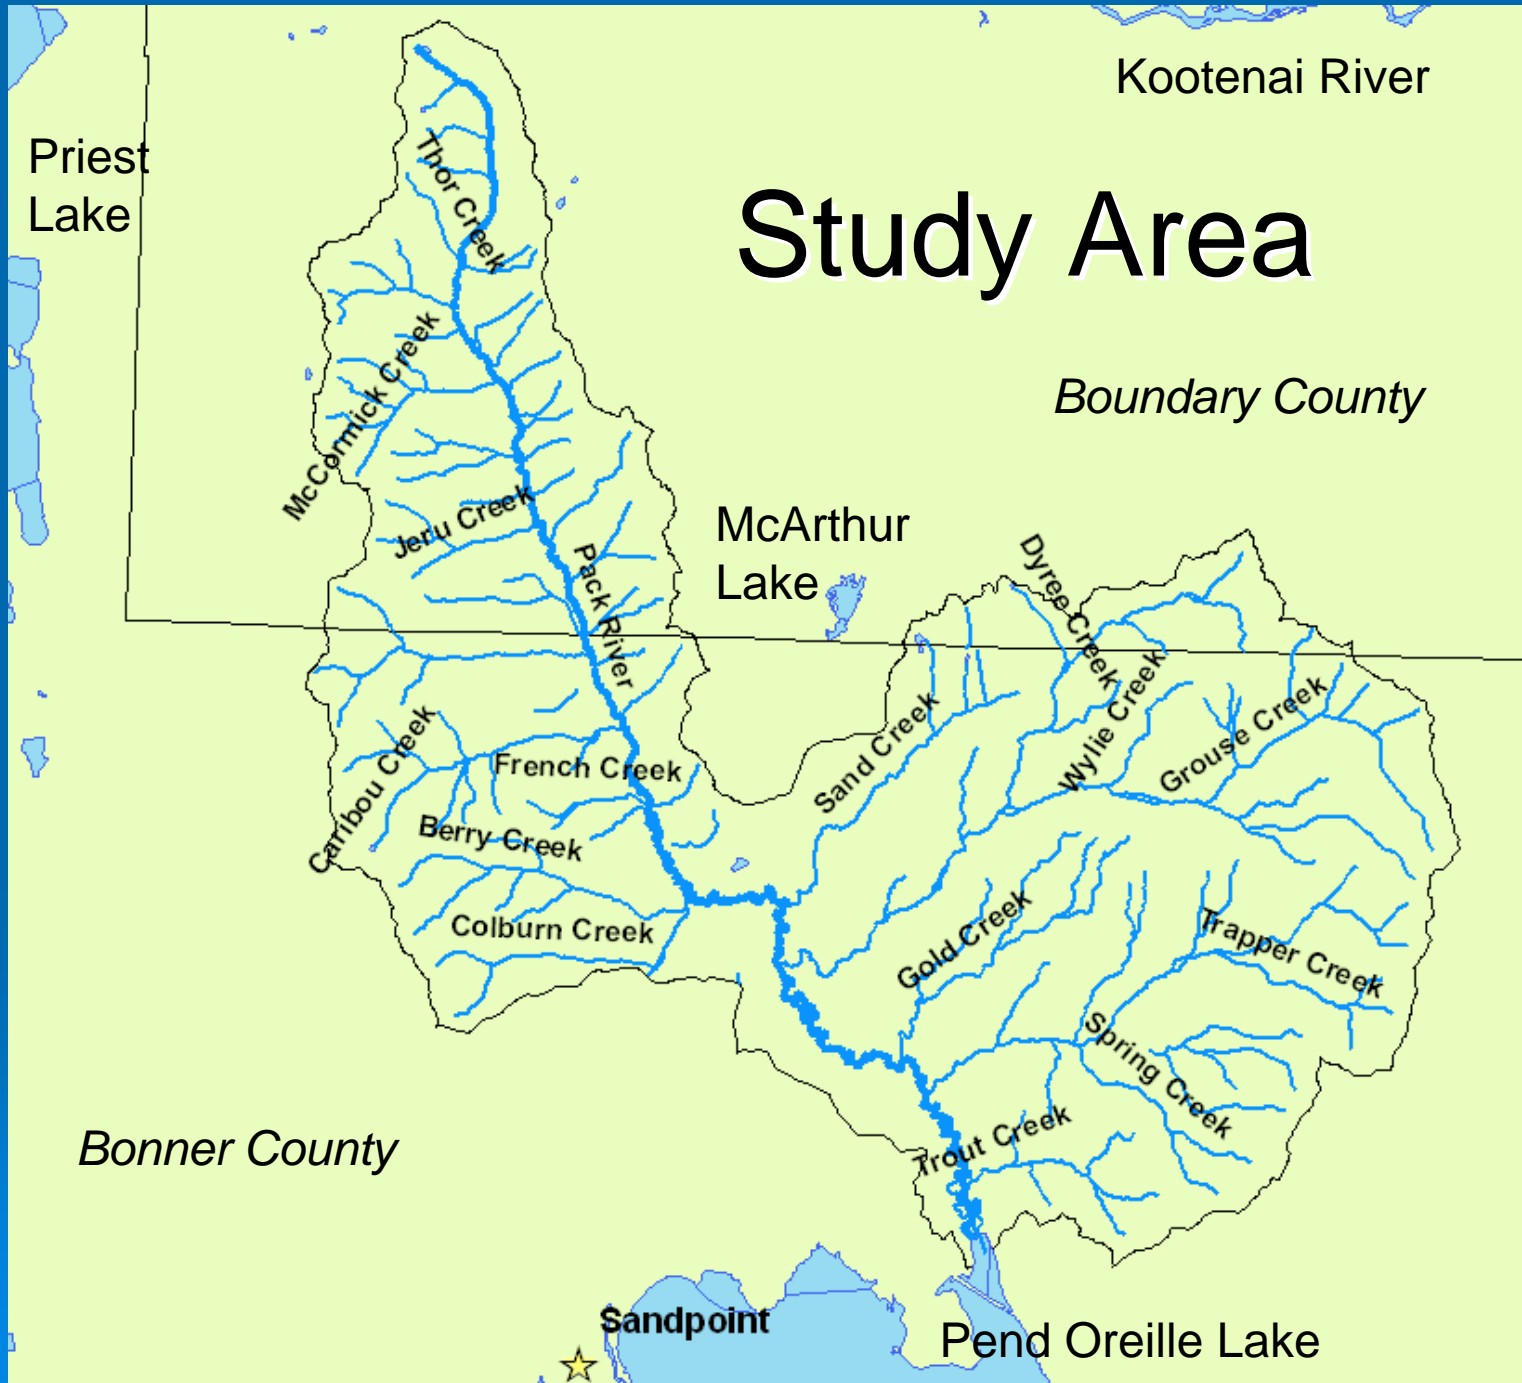 Kootenai River
Priest
Lake
Thor Creek
Study Area
McCormick Creek
Boundary County
Jeru Creek
McArthur
Lake
Pack River
Dyree Creek
Wylie Creek
Sand Creek
Grouse Creek
Caribou Creek
French Creek
Berry Creek
Colburn Creek
Gold Creek
Trapper Creek
Spring Creek
Trout Creek
Bonner County
Sandpoint
Pend Oreille Lake